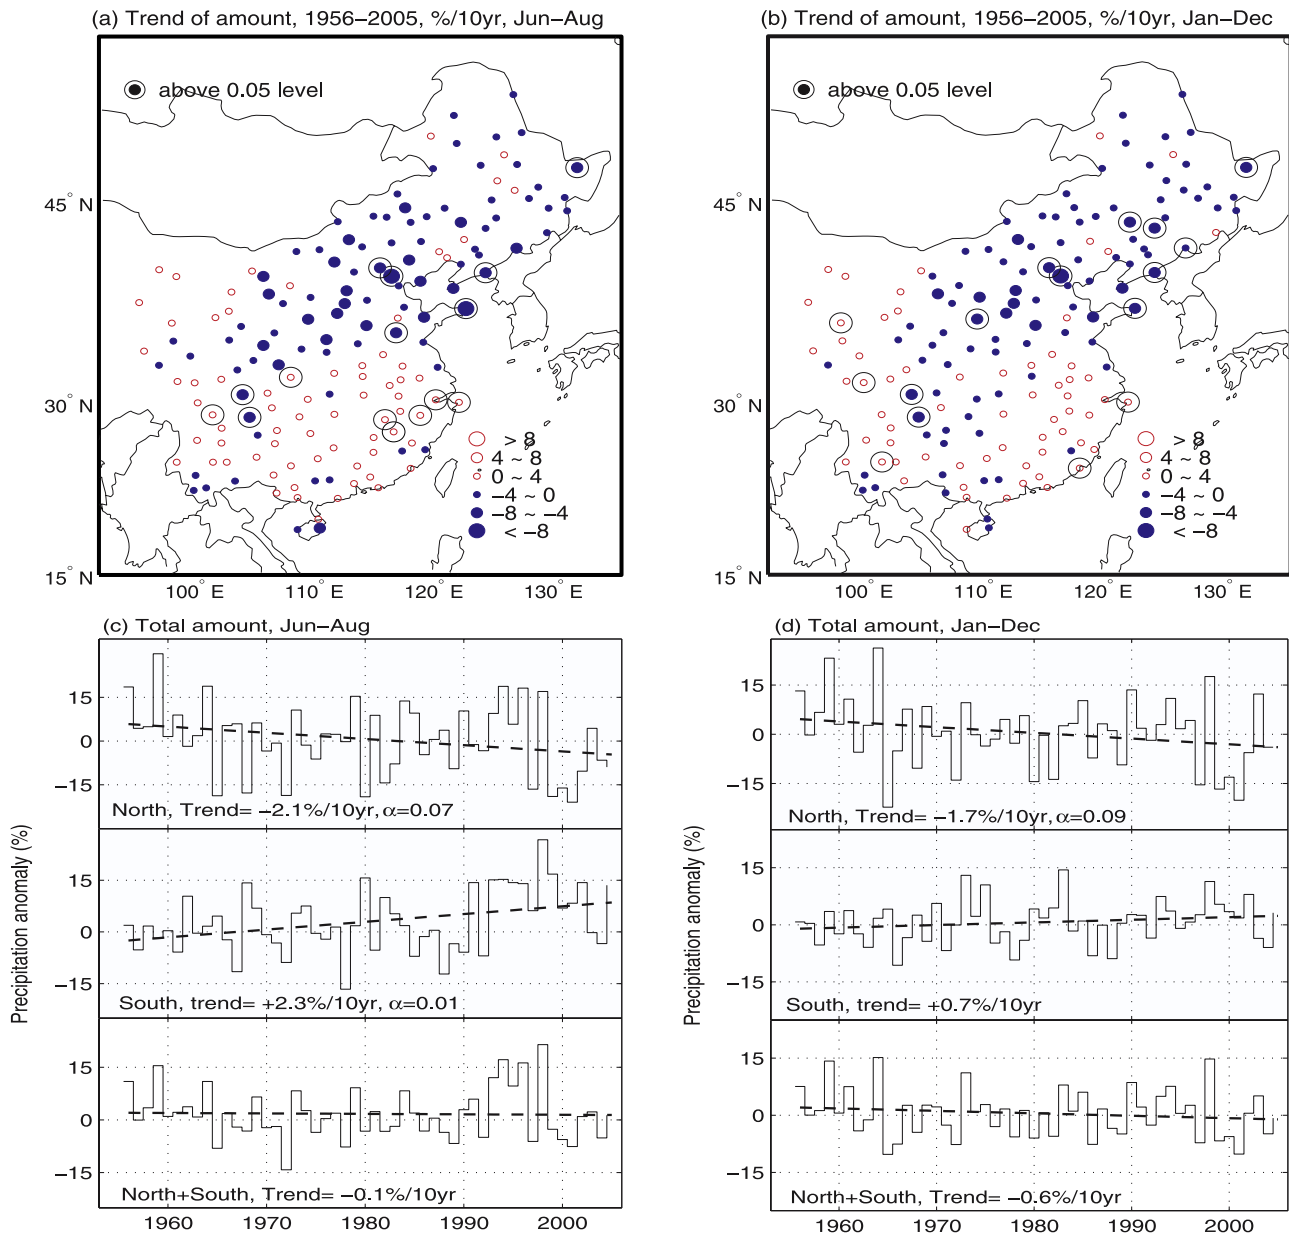 (a) Trend of amount, 1956−2005, %/10yr, Jun−Aug
above 0.05 level
45° N
30° N
15° N
> 8
4 ~ 8
0 ~ 4
−4 ~ 0
−8 ~ −4
< −8
100° E 110° E 120° E 130° E
(b) Trend of amount, 1956−2005, %/10yr, Jan−Dec
above 0.05 level
45° N
30° N
15° N
> 8
4 ~ 8
0 ~ 4
−4 ~ 0
−8 ~ −4
< −8
100° E 110° E 120° E 130° E
Precipitation anomaly (%)
(c) Total amount, Jun−Aug
15
0
−15
North, Trend= −2.1%/10yr, α=0.07
15
0
−15
South, trend= +2.3%/10yr, α=0.01
15
0
−15
North+South, Trend= −0.1%/10yr
1960 1970 1980 1990 2000
Precipitation anomaly (%)
(d) Total amount, Jan−Dec
15
0
−15
North, Trend= −1.7%/10yr, α=0.09
15
0
−15
South, trend= +0.7%/10yr
15
0
−15
North+South, Trend= −0.6%/10yr
1960 1970 1980 1990 2000